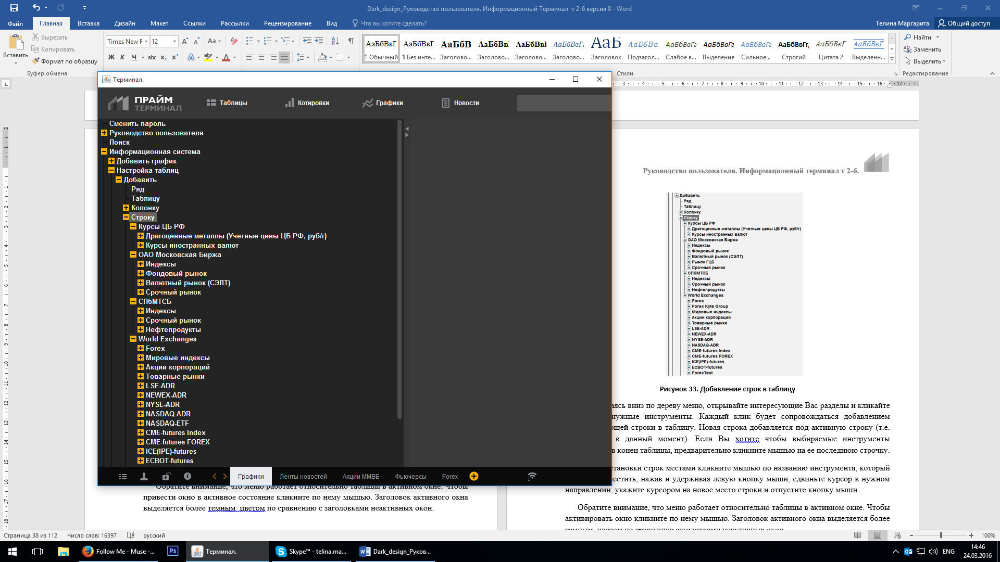 Dark_design_Руководство пользователя. Информационный Терминал  v 2-6 версия 8 - Word
Файл Главная Вставка Дизайн Макет Ссылки Рассылки Рецензирование Вид Что вы хотите сделать? Телина Маргарита Общий доступ
Вставить
Вырезать
Копировать
Формат по образцу
Буфер обмена
Times New F 12
Ж К Ч abc x₂ x²
АаБбВвГ АаБбВвГ АаБбВ АаБбВв АаБбВвI АаБбВвГг АаБ АаБбВв АаБбВвГг АаБбВвГг АаБбВвГг АаБбВвГг, АаБбВвГ АаБбВвГ
¶ Обычный ¶ Без инте... Заголово... Заголово... Заголово... Заголово... Заголовок Подзагол... Слабое в... Выделение Сильное... Строгий Цитата 2 Выделенн...
Стили
Найти
Заменить
Выделить
Редактирование
Терминал.
ПРАЙМ
ТЕРМИНАЛ
Таблицы Котировки Графики Новости
Сменить пароль
Руководство пользователя
Поиск
Информационная система
Добавить график
Настройка таблиц
Добавить
Ряд
Таблицу
Колонку
Строку
Курсы ЦБ РФ
Драгоценные металлы (Учетные цены ЦБ РФ, руб/г)
Курсы иностранных валют
ОАО Московская Биржа
Индексы
Фондовый рынок
Валютный рынок (СЭЛТ)
Срочный рынок
СПбМТСБ
Индексы
Срочный рынок
Нефтепродукты
World Exchanges
Forex
Мировые индексы
Акции корпораций
Товарные рынки
LSE-ADR
NEWEX-ADR
NYSE-ADR
NASDAQ-ADR
NASDAQ-ETF
CME-futures Index
CME-futures FOREX
ICE(IPE)-futures
ECBOT-futures
Графики Ленты новостей Акции ММВБ Фьючерсы Forex
1
Обратите внимание, что меню работает относительно таблицы в активном окне. Чтобы
привести окно в активное состояние кликните по нему мышью. Заголовок активного окна
выделяется более темным  цветом по сравнению с заголовками неактивных окон.
Руководство пользователя. Информационный терминал v 2-6.
Добавить
Ряд
Таблицу
Колонку
Строку
Курсы ЦБ РФ
Драгоценные металлы (Учетные цены ЦБ РФ, руб/г)
Курсы иностранных валют
ОАО Московская Биржа
Индексы
Фондовый рынок
Валютный рынок (СЭЛТ)
Рынок ГЦБ
Срочный рынок
СПбМТСБ
Индексы
Срочный рынок
Нефтепродукты
World Exchanges
Forex
Forex Kyte Group
Мировые индексы
Акции корпораций
Товарные рынки
LSE-ADR
NEWEX-ADR
NYSE-ADR
NASDAQ-ADR
CME-futures Index
CME-futures FOREX
ICE(IPE)-futures
ECBOT-futures
ForexTest
Рисунок 33. Добавление строк в таблицу
аясь вниз по дереву меню, открывайте интересующие Вас разделы и кликайте
нужные инструменты. Каждый клик будет сопровождаться добавлением
ющей строки в таблицу. Новая строка добавляется под активную строку (т.е.
в данный момент). Если Вы хотите чтобы выбираемые инструменты
в конец таблицы, предварительно кликните мышью на ее последнюю строчку.
становки строк местами кликните мышью по названию инструмента, который
местить, нажав и удерживая левую кнопку мыши, сдвиньте курсор в нужном
направлении, укажите курсором на новое место строки и отпустите кнопку мыши.
Обратите внимание, что меню работает относительно таблицы в активном окне. Чтобы
активировать окно кликните по нему мышью. Заголовок активного окна выделяется более
темным  цветом по сравнению заголовками неактивных окон
Страница 38 из 112 Число слов: 16397 русский 100%
Follow Me - Muse -... Ps Терминал. Skype™ - telina.ma... Dark_design_Руков... ENG
14:46
24.03.2016